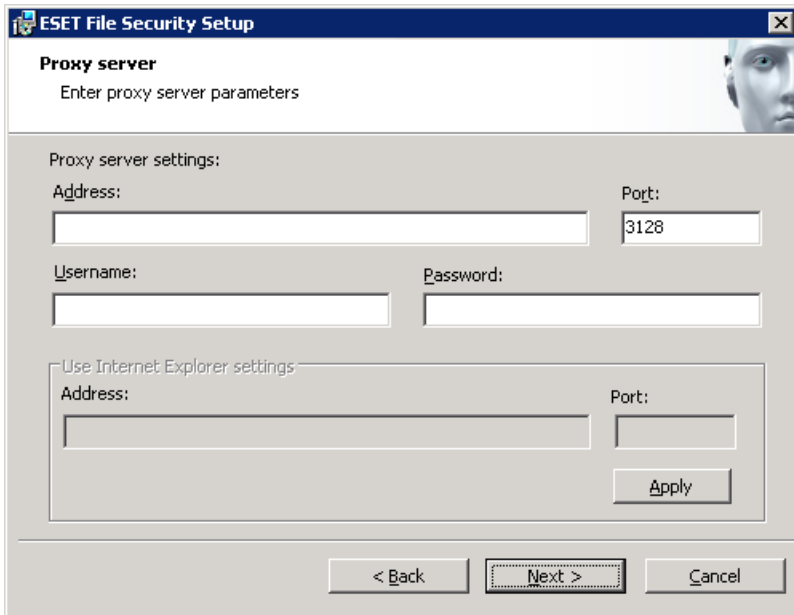 ESET File Security Setup
Proxy server
Enter proxy server parameters
Proxy server settings:
Address: Port:
3128
Username: Password:
Use Internet Explorer settings
Address: Port:
Apply
< Back Next > Cancel